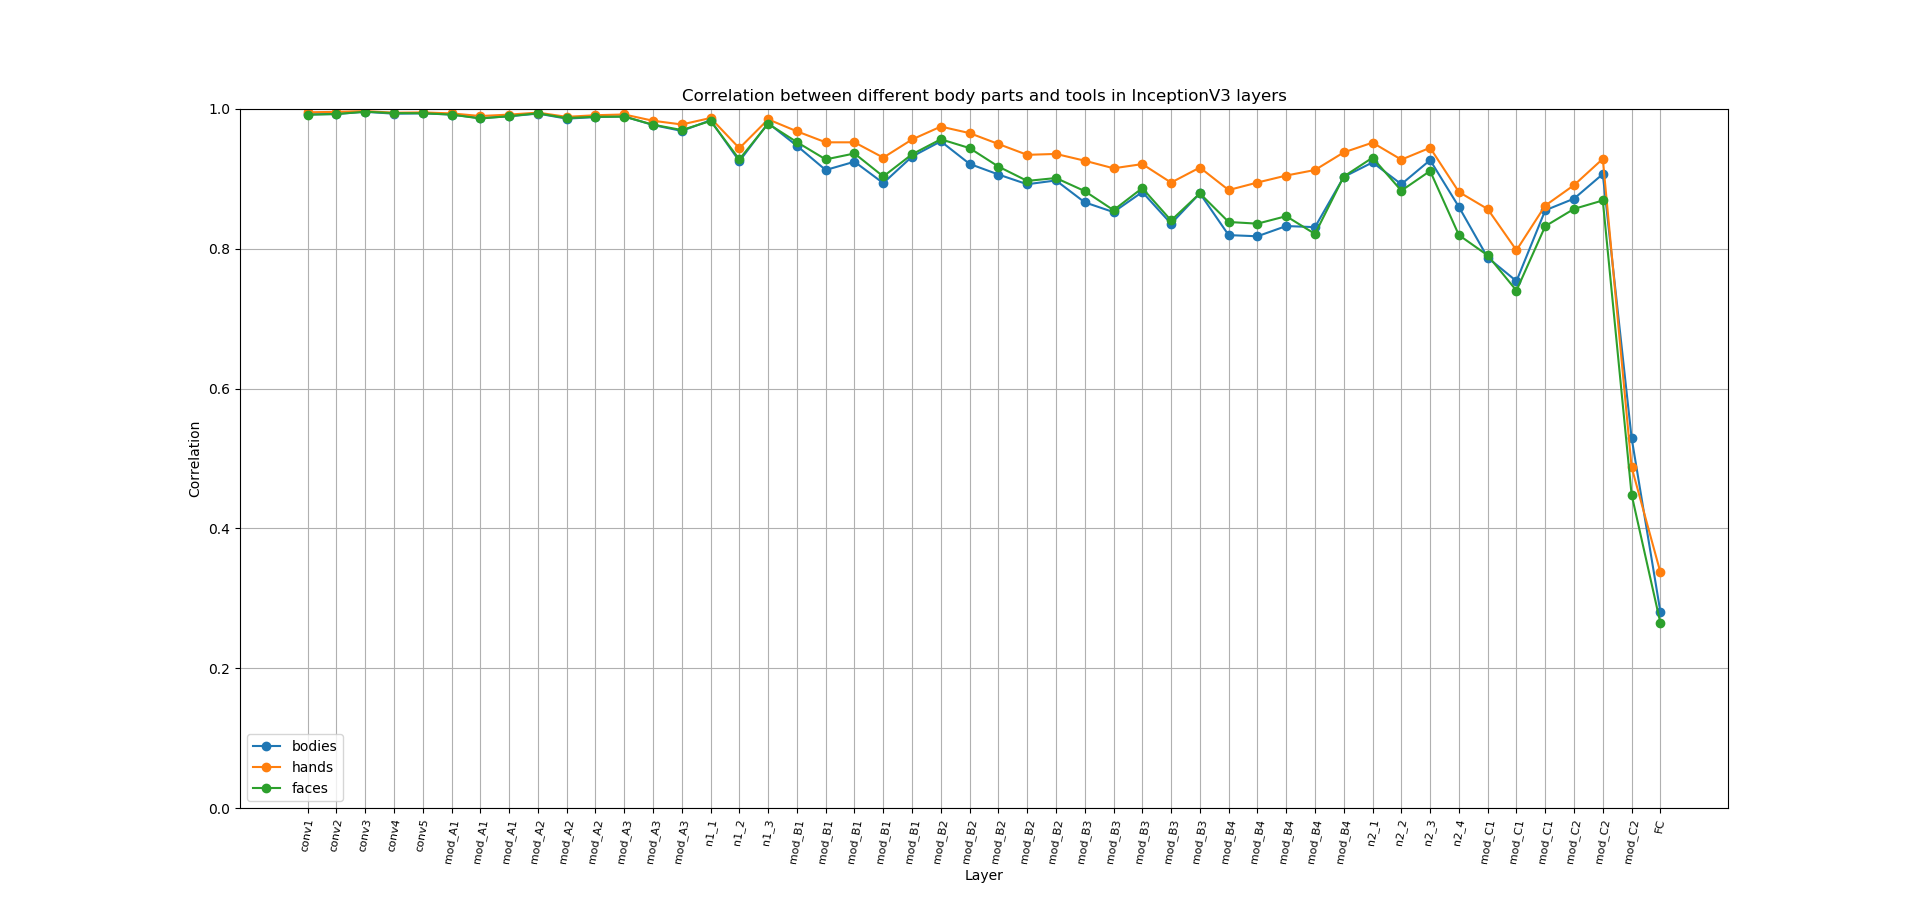 Correlation between different body parts and tools in InceptionV3 layers
1.0
0.8
0.6
0.4
0.2
0.0
Correlation
bodies
hands
faces
conv1
conv2
conv3
conv4
conv5
mod_A1
mod_A1
mod_A1
mod_A2
mod_A2
mod_A2
mod_A3
mod_A3
mod_A3
n1_1
n1_2
n1_3
mod_B1
mod_B1
mod_B1
mod_B1
mod_B1
mod_B2
mod_B2
mod_B2
mod_B2
mod_B2
mod_B3
mod_B3
mod_B3
mod_B3
mod_B3
mod_B4
mod_B4
mod_B4
mod_B4
mod_B4
n2_1
n2_2
n2_3
n2_4
mod_C1
mod_C1
mod_C1
mod_C2
mod_C2
mod_C2
FC
Layer